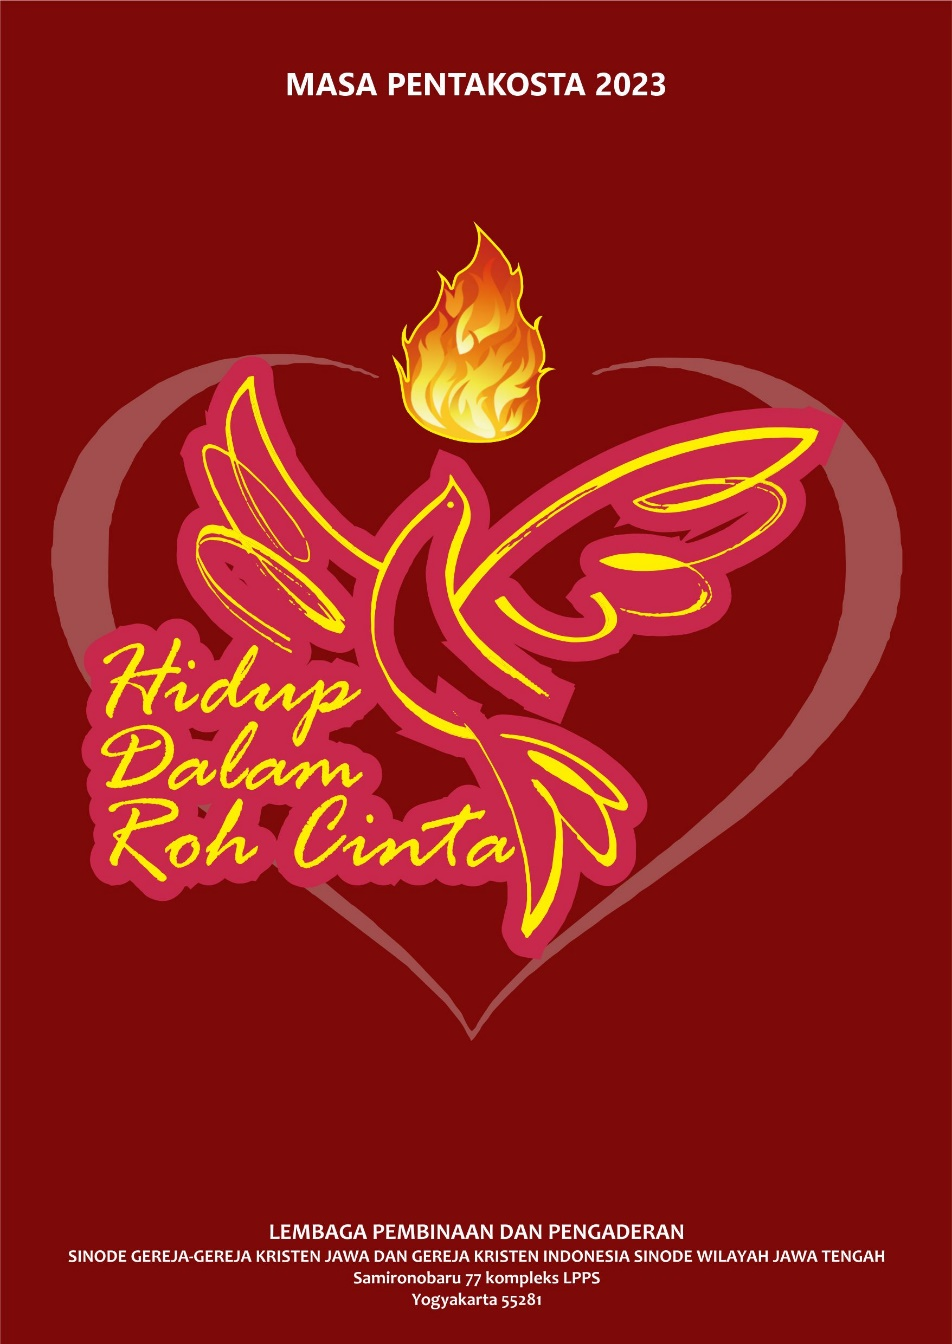 MASA PENTAKOSTA 2023
Hidup
Dalam
Roh Cinta
LEMBAGA PEMBINAAN DAN PENGADERAN
SINODE GEREJA-GEREJA KRISTEN JAWA DAN GEREJA KRISTEN INDONESIA SINODE WILAYAH JAWA TENGAH
Samironobaru 77 kompleks LPPS
Yogyakarta 55281